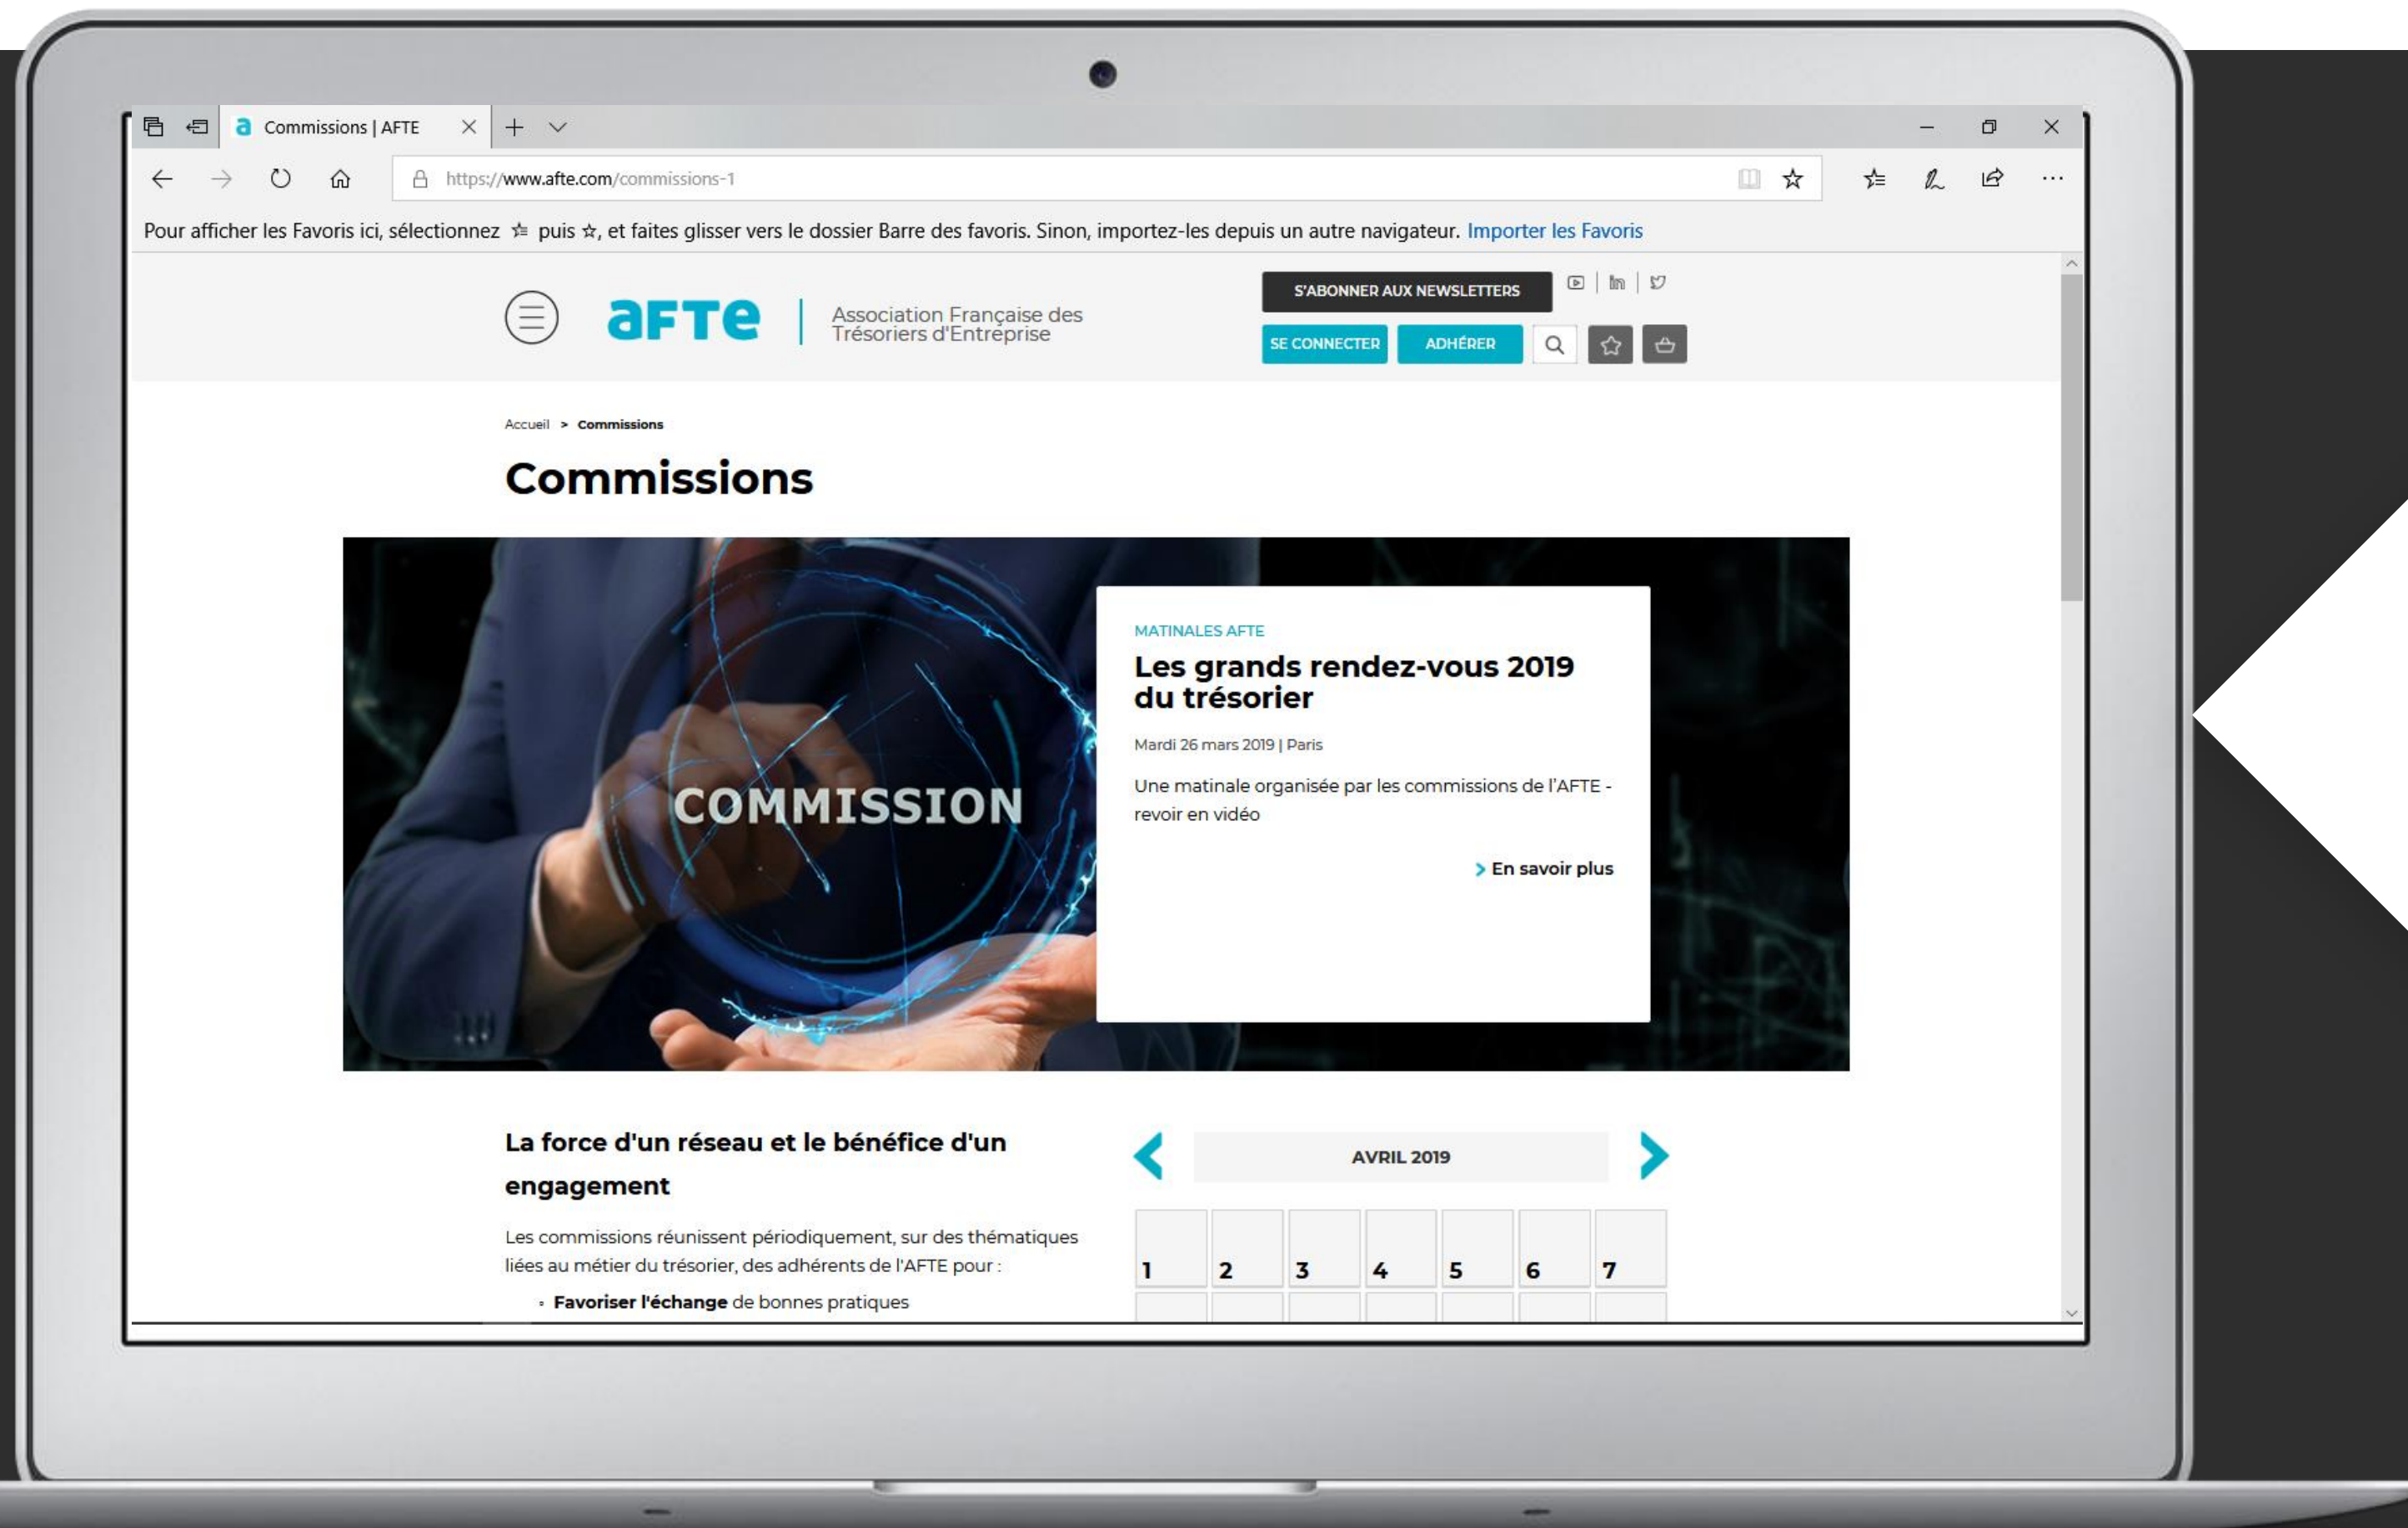 Commissions | AFTE
https://www.afte.com/commissions-1
Pour afficher les Favoris ici, sélectionnez puis ☆, et faites glisser vers le dossier Barre des favoris. Sinon, importez-les depuis un autre navigateur. Importer les Favoris
aFTe
Association Française des
Trésoriers d'Entreprise
S'ABONNER AUX NEWSLETTERS
in
SE CONNECTER
ADHÉRER
Accueil > Commissions
Commissions
COMMISSION
MATINALES AFTE
Les grands rendez-vous 2019
du trésorier
Mardi 26 mars 2019 | Paris
Une matinale organisée par les commissions de l'AFTE -
revoir en vidéo
> En savoir plus
La force d'un réseau et le bénéfice d'un
engagement
Les commissions réunissent périodiquement, sur des thématiques
liées au métier du trésorier, des adhérents de l'AFTE pour :
• Favoriser l'échange de bonnes pratiques
AVRIL 2019
1 2 3 4 5 6 7